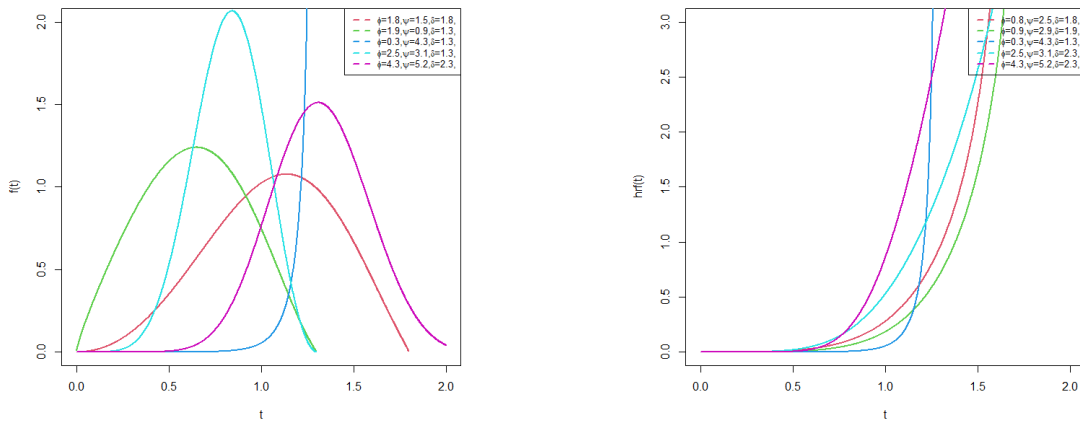 f(t)
2.0
1.5
1.0
0.5
0.0
0.0 0.5 1.0 1.5 2.0
t
ϕ=1.8,ψ=1.5,δ=1.8,
ϕ=1.9,ψ=0.9,δ=1.3,
ϕ=0.3,ψ=4.3,δ=1.3,
ϕ=2.5,ψ=3.1,δ=1.3,
ϕ=4.3,ψ=5.2,δ=2.3,
hrf(t)
3.0
2.5
2.0
1.5
1.0
0.5
0.0
0.0 0.5 1.0 1.5 2.0
t
ϕ=0.8,ψ=2.5,δ=1.8,
ϕ=0.9,ψ=2.9,δ=1.9,
ϕ=0.3,ψ=4.3,δ=1.3,
ϕ=2.5,ψ=3.1,δ=2.3,
ϕ=4.3,ψ=5.2,δ=2.3,